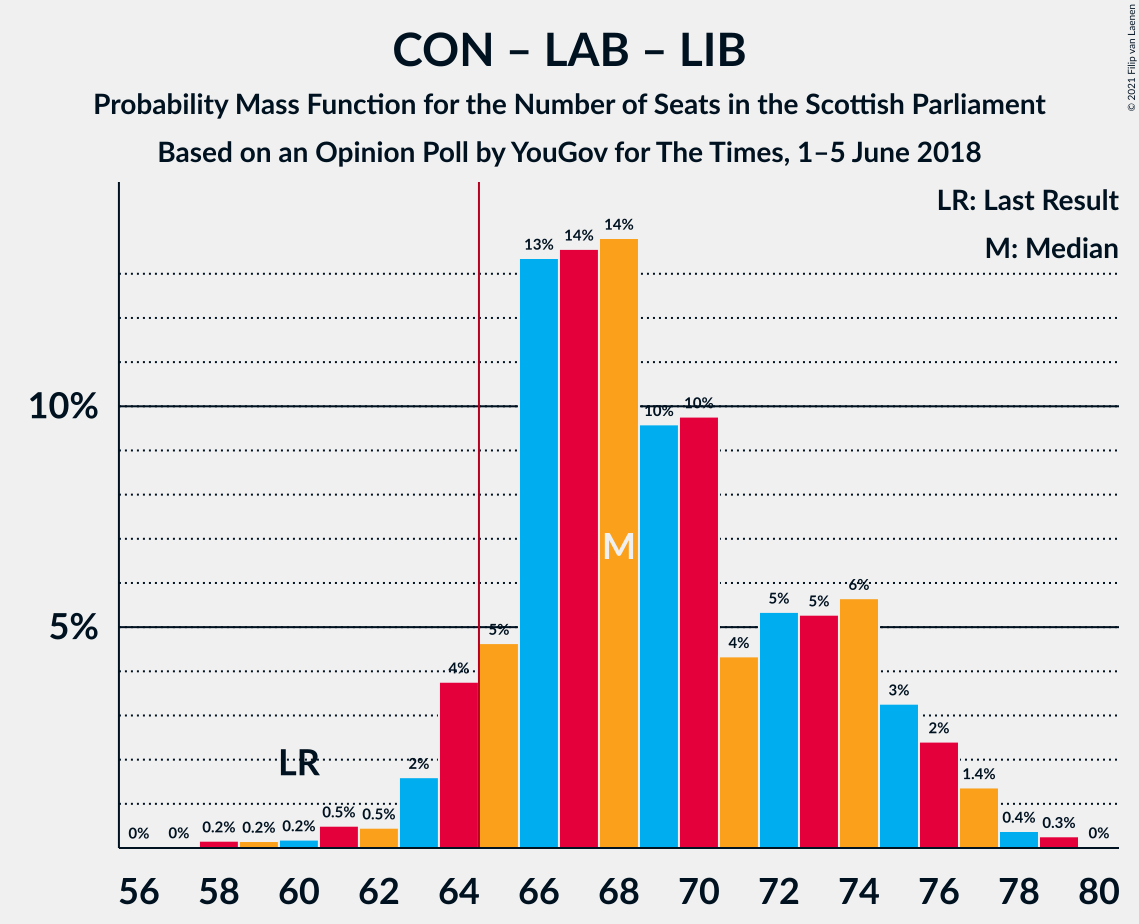 CON – LAB – LIB
Probability Mass Function for the Number of Seats in the Scottish Parliament
Based on an Opinion Poll by YouGov for The Times, 1–5 June 2018
© 2021 Filip van Laenen
LR: Last Result
M: Median
10%
5%
0% 0% 0.2% 0.2% 0.2% 0.5% 0.5% 2% 4% 5% 13% 14% 14% 10% 10% 4% 5% 5% 6% 3% 2% 1.4% 0.4% 0.3% 0%
LR
M
56 58 60 62 64 66 68 70 72 74 76 78 80